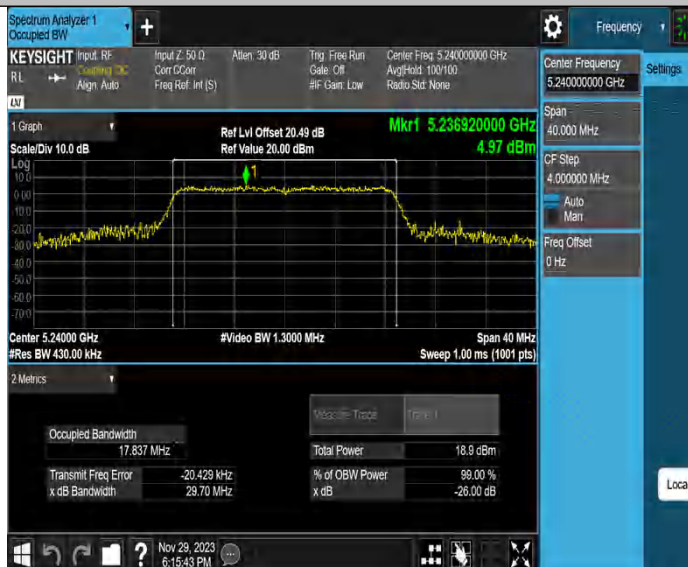 Spectrum Analyzer 1
Occupied BW
+
Frequency
KEYSIGHT
Input: RF
Coupling: DC
Align: Auto
Input Z: 50 Ω
Corr CCorr
Freq Ref: Int (S)
Atten: 30 dB
Trig: Free Run
Gate: Off
#IF Gain: Low
Center Freq: 5.240000000 GHz
Avg|Hold: 100/100
Radio Std: None
RL
LXI
Center Frequency
5.240000000 GHz
Settings
Span
40.000 MHz
CF Step
4.000000 MHz
Auto
Man
Freq Offset
0 Hz
1 Graph
Scale/Div 10.0 dB
Ref Lvl Offset 20.49 dB
Ref Value 20.00 dBm
Mkr1 5.236920000 GHz
4.97 dBm
Log
10.0
0.00
-10.0
-20.0
-30.0
-40.0
-50.0
-60.0
-70.0
1
Center 5.24000 GHz
#Res BW 430.00 kHz
#Video BW 1.3000 MHz
Span 40 MHz
Sweep 1.00 ms (1001 pts)
2 Metrics
Measure Trace
Trace 1
Occupied Bandwidth
17.837 MHz
Total Power
18.9 dBm
Transmit Freq Error
-20.429 kHz
% of OBW Power
99.00 %
x dB Bandwidth
29.70 MHz
x dB
-26.00 dB
Loca
?
Nov 29, 2023
6:15:43 PM